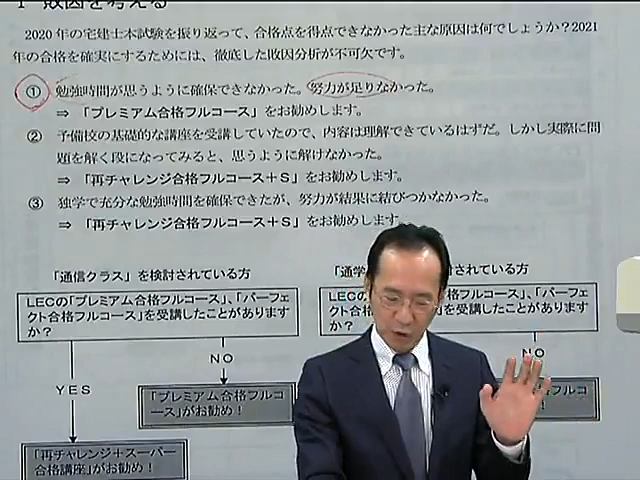 1 敗因を考える
2020年の宅建士本試験を振り返って、合格点を得点できなかった主な原因は何でしょうか？2021
年の合格を確実にするためには、徹底した敗因分析が不可欠です。
① 勉強時間が思うように確保できなかった。努力が足りなかった。
⇒ 「プレミアム合格フルコース」をお勧めします。
② 予備校の基礎的な講座を受講していたので、内容は理解できているはずだ。しかし実際に問
題を解く段になってみると、思うように解けなかった。
⇒ 「再チャレンジ合格フルコース＋S」をお勧めします。
③ 独学で充分な勉強時間を確保できたが、努力が結果に結びつかなかった。
⇒ 「再チャレンジ合格フルコース＋S」をお勧めします。
「通信クラス」を検討されている方
LECの「プレミアム合格フルコース」、「パーフェ
クト合格フルコース」を受講したことがあります
か？
NO
YES
「プレミアム合格フルコ
ース」がお勧め！
「再チャレンジ＋スーパー
合格講座」がお勧め！
「通学
検討されている方
LEC
合格フルコース」、「パーフェ
ース」を受講したことがあります
か？
NO